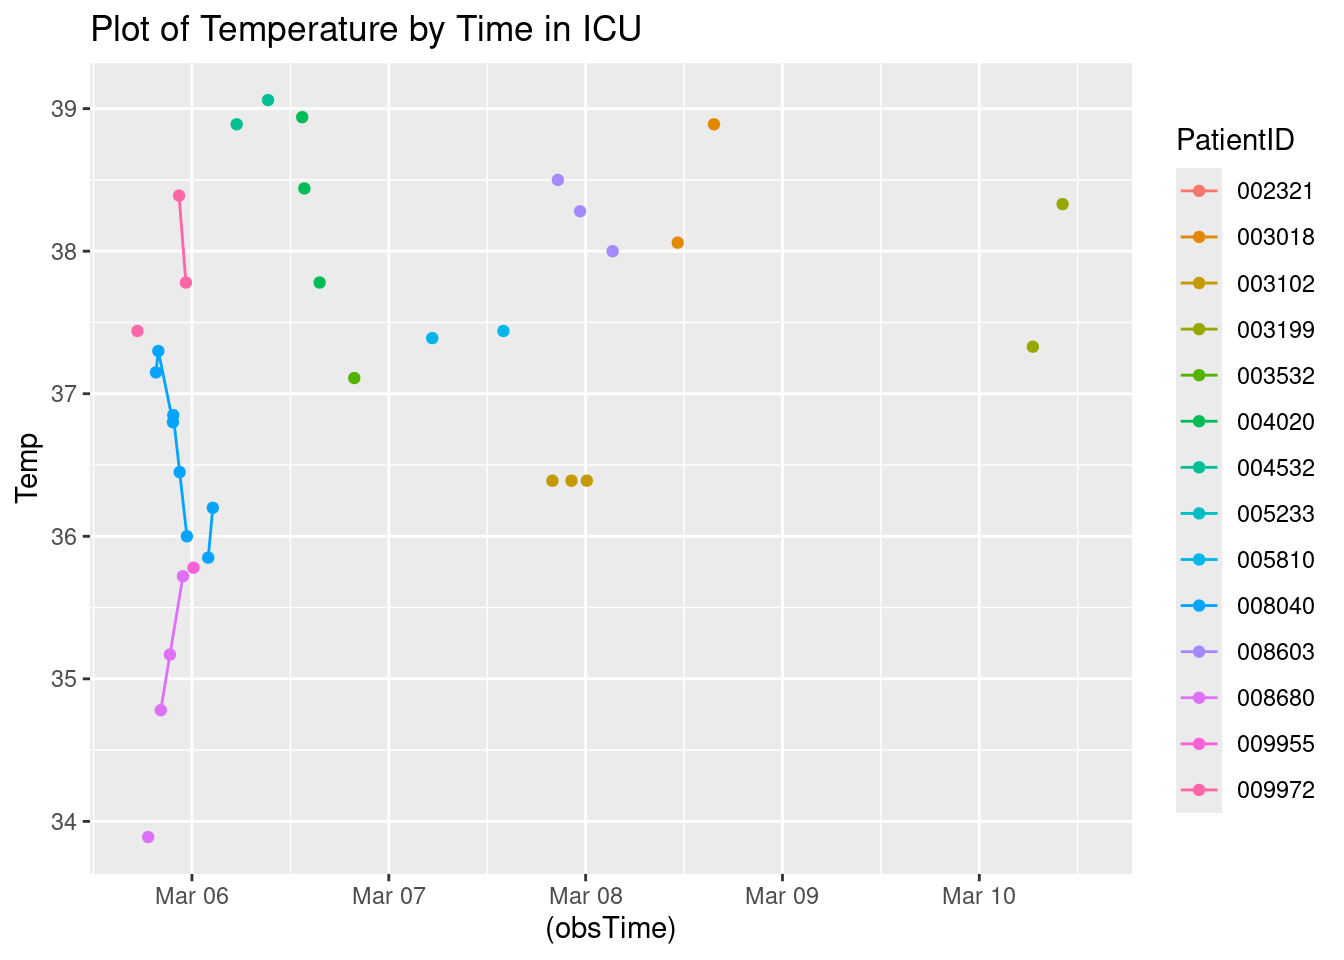 Plot of Temperature by Time in ICU
39
38
37
36
35
34
Temp
Mar 06
Mar 07
Mar 08
Mar 09
Mar 10
(obsTime)
PatientID
002321
003018
003102
003199
003532
004020
004532
005233
005810
008040
008603
008680
009955
009972